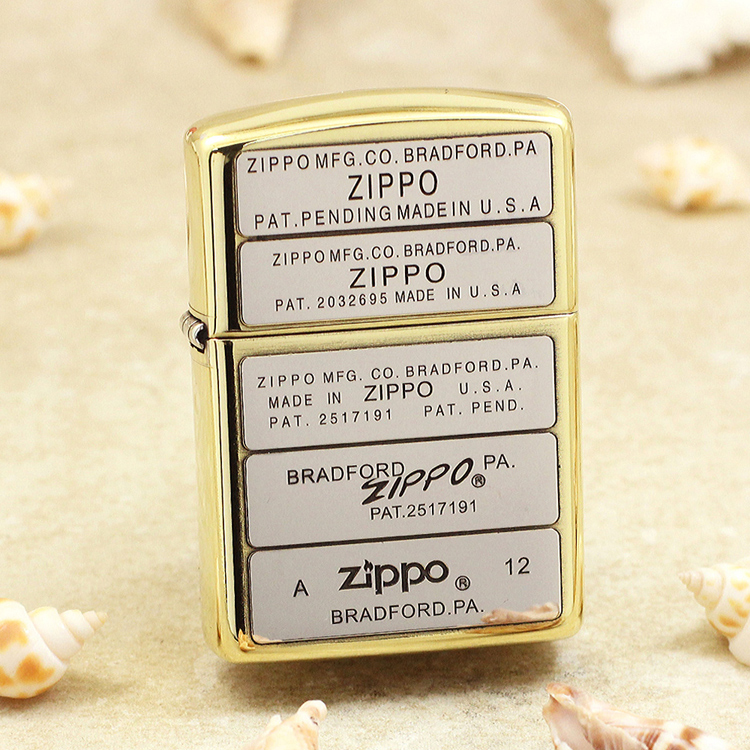 ZIPPO MFG.CO. BRADFORD.PA
ZIPPO
PAT.PENDING MADE IN U.S.A
ZIPPO MFG.CO. BRADFORD.PA.
ZIPPO
PAT. 2032695 MADE IN U.S.A
ZIPPO MFG. CO. BRADFORD.PA.
MADE IN ZIPPO U.S.A.
PAT. 2517191 PAT. PEND.
BRADFORD ZIPPO® PA.
PAT.2517191
A zippo® 12
BRADFORD.PA.